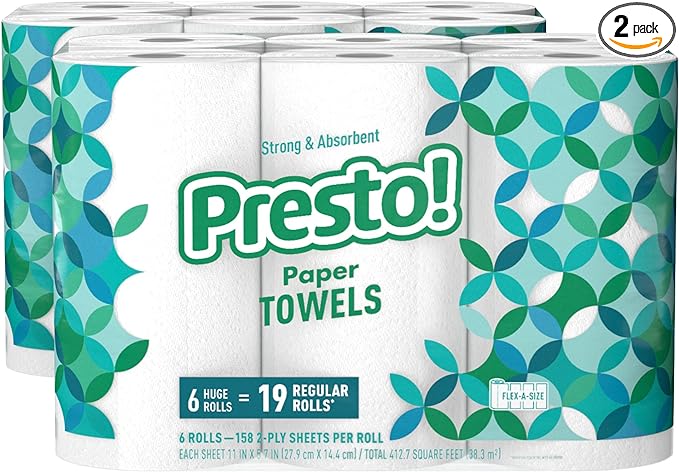 2
pack
Strong & Absorbent
Presto!
Paper
TOWELS
6 HUGE ROLLS = 19 REGULAR ROLLS*
FLEX-A-SIZE
6 ROLLS—158 2-PLY SHEETS PER ROLL
EACH SHEET 11 IN X 5.7 IN (27.9 cm X 14.4 cm) / TOTAL 412.7 SQUARE FEET (38.3 m²)